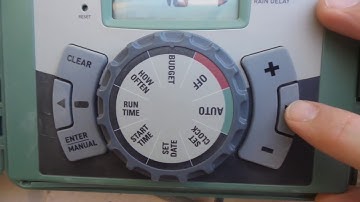 RESET
RAIN DELAY
CLEAR
ENTER/
MANUAL
BUDGET
OFF
AUTO
SET
CLOCK
SET
DATE
START
TIME
RUN
TIME
HOW
OFTEN
+
-